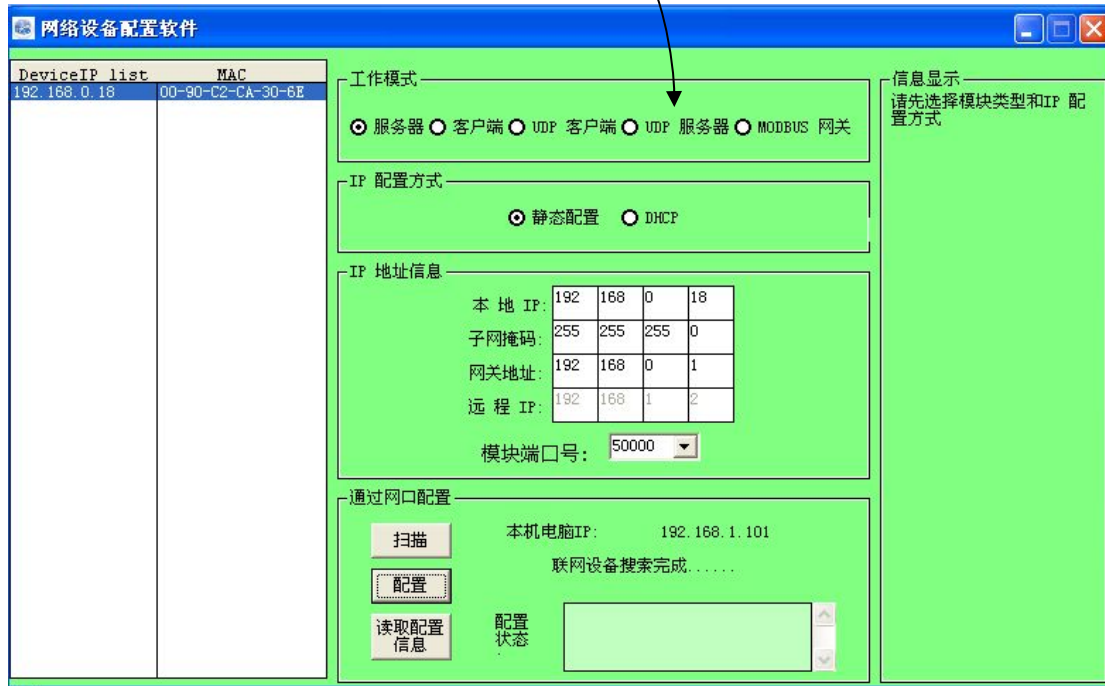 网络设备配置软件
DeviceIP list MAC
192.168.0.18 00-90-C2-CA-30-6E
工作模式
服务器 客户端 UDP 客户端 UDP 服务器 MODBUS 网关
IP 配置方式
静态配置 DHCP
IP 地址信息
本 地 IP: 192 168 0 18
子网掩码: 255 255 255 0
网关地址: 192 168 0 1
远 程 IP: 192 168 1 2
模块端口号: 50000
通过网口配置
扫描 本机电脑IP: 192.168.1.101
联网设备搜索完成......
配置
读取配置
信息
配置
状态
:
信息显示
请先选择模块类型和IP 配
置方式